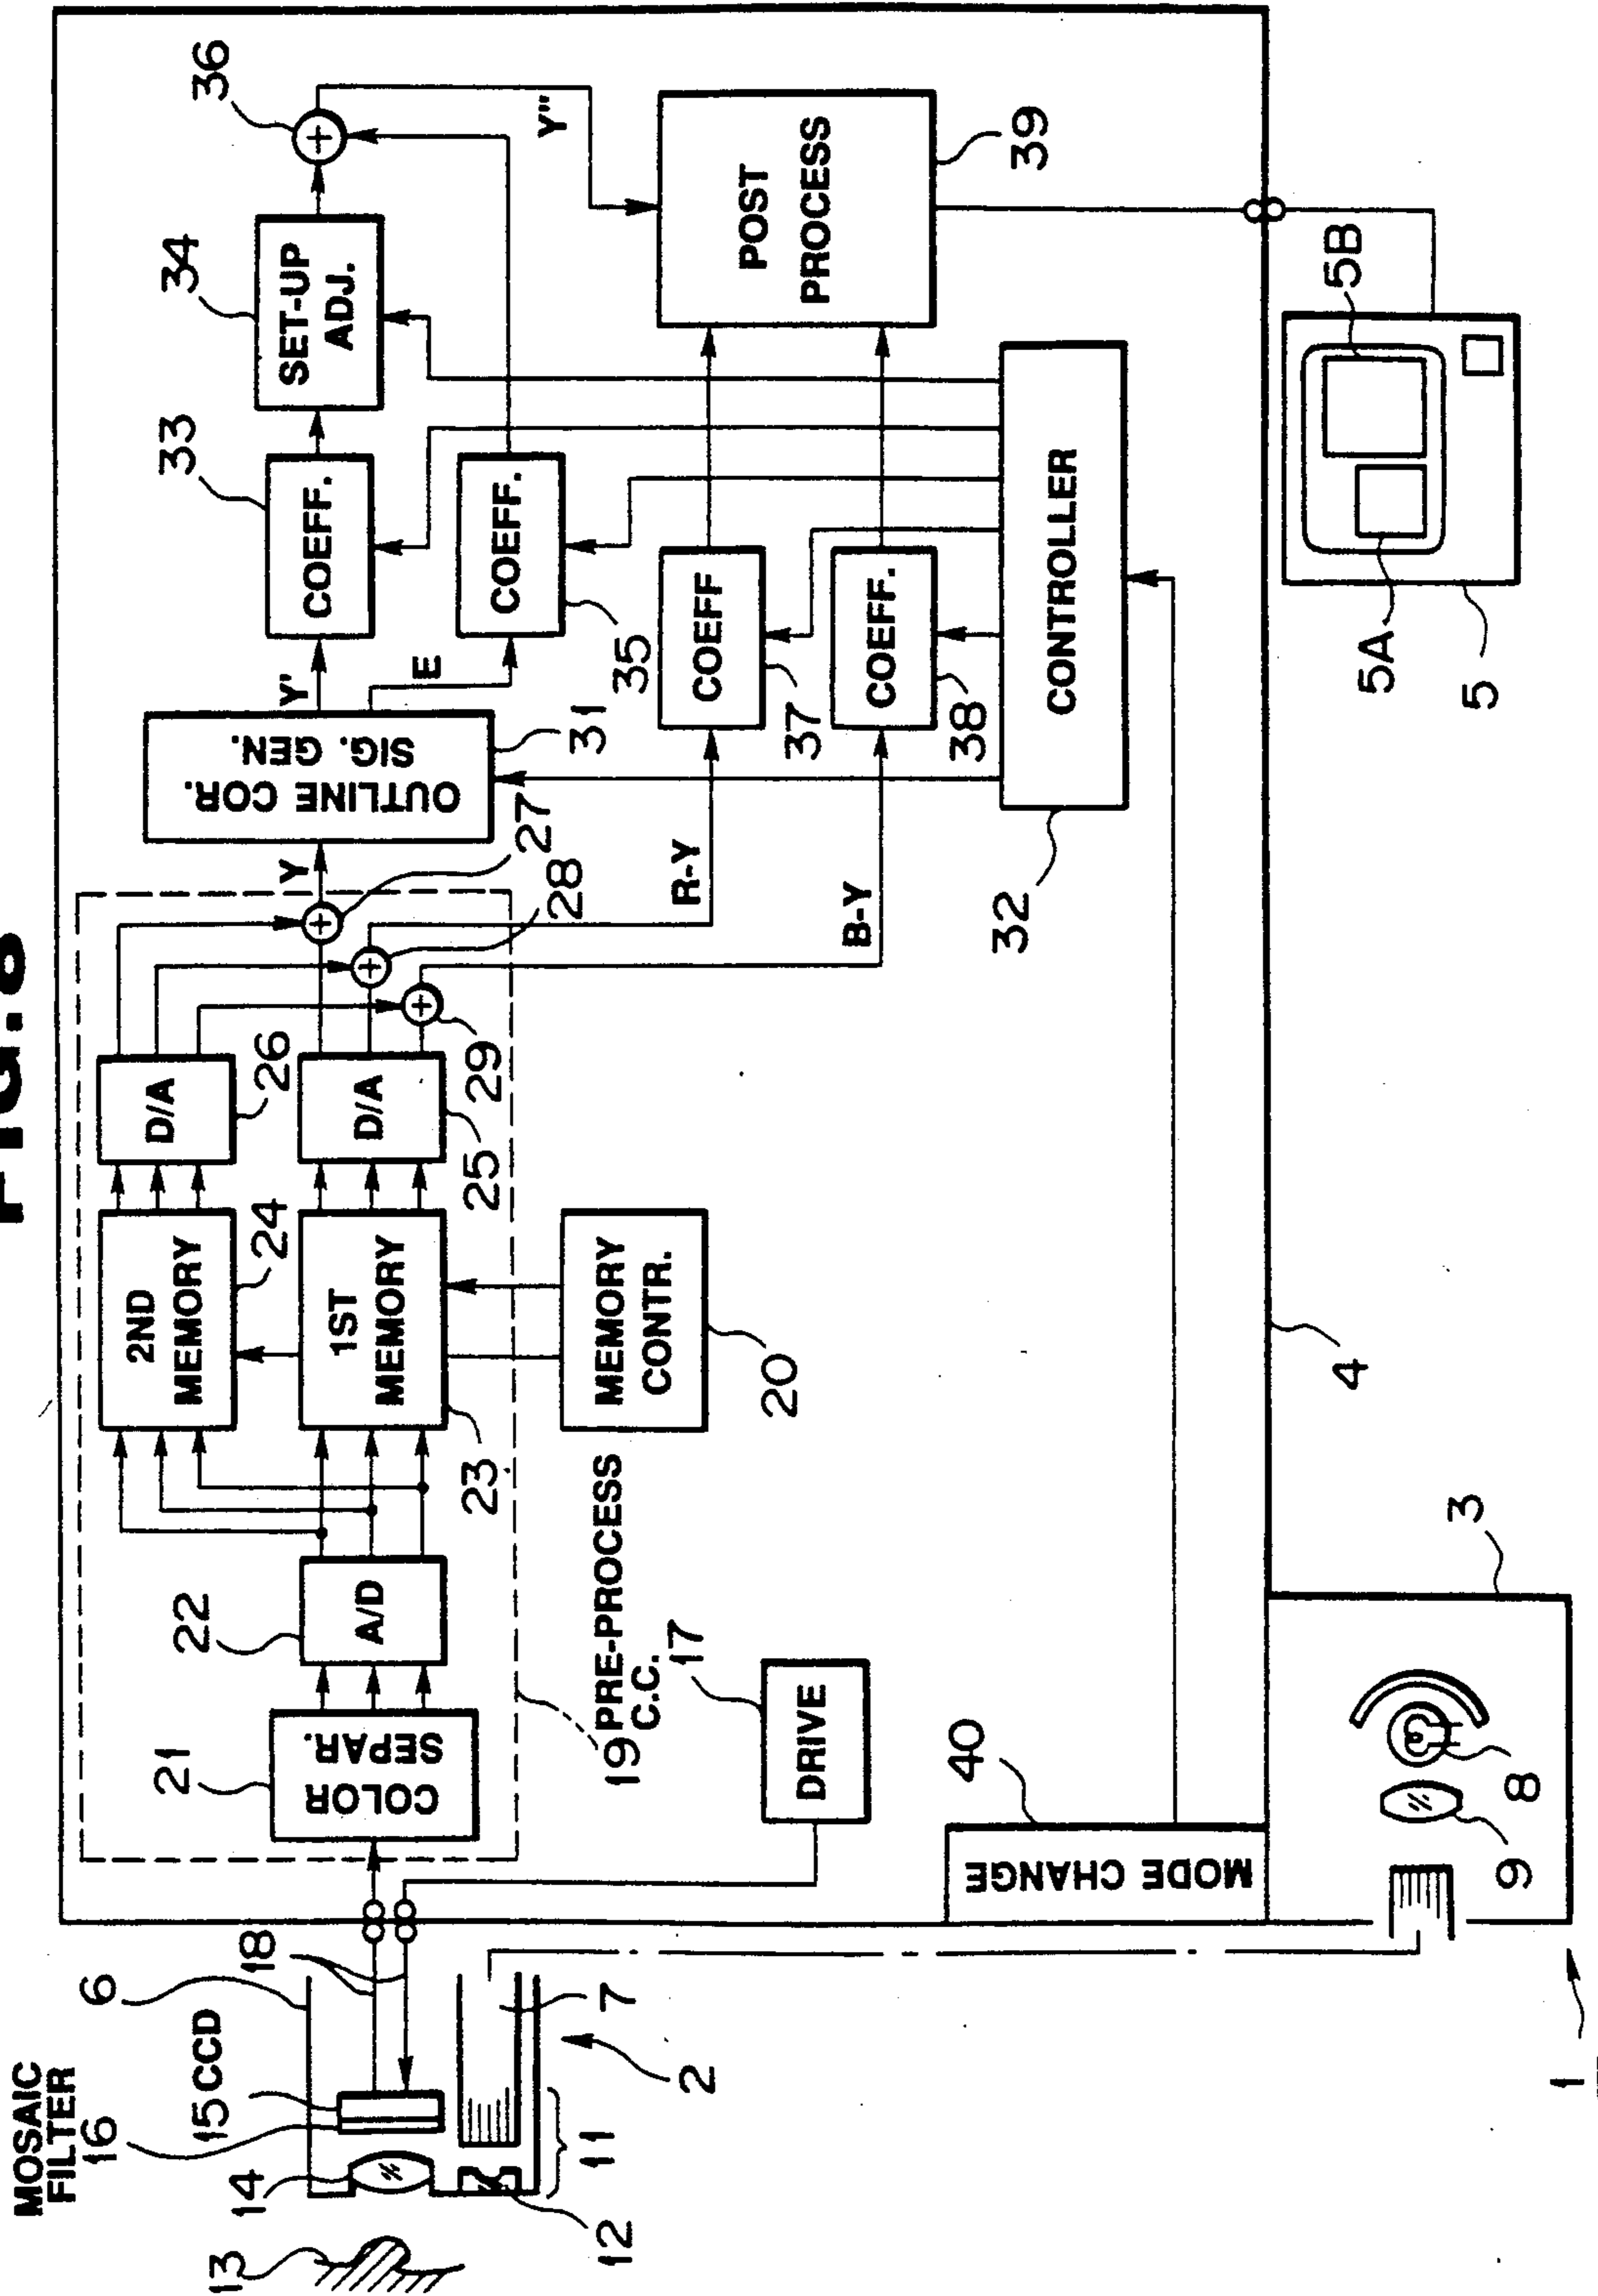 FIG.8
MOSAIC
FILTER
16
15 CCD
6
18
14
13
12
11
7
2
1
21
COLOR
SEPAR.
22
A/D
2ND
MEMORY
24
1ST
MEMORY
23
D/A
26
D/A
25
29
28
27
Y
R-Y
B-Y
19
PRE-PROCESS
C.C.
MEMORY
CONTR.
20
17
DRIVE
40
MODE CHANGE
OUTLINE COR.
SIG. GEN.
31
Y'
E
33
COEFF.
COEFF.
35
34
SET-UP
ADJ.
36
Y"
COEFF
37
COEFF.
38
POST
PROCESS
39
CONTROLLER
32
4
3
8
9
5A
5B
5